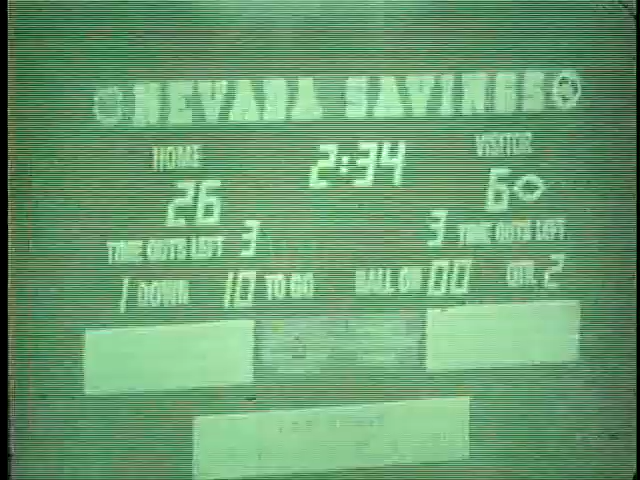 NEVADA SAVINGS
HOME 2:34 VISITOR
26 6
TIME OUTS LEFT 3 3 TIME OUTS LEFT
1 DOWN 10 TO GO BALL ON 00 QTR. 2